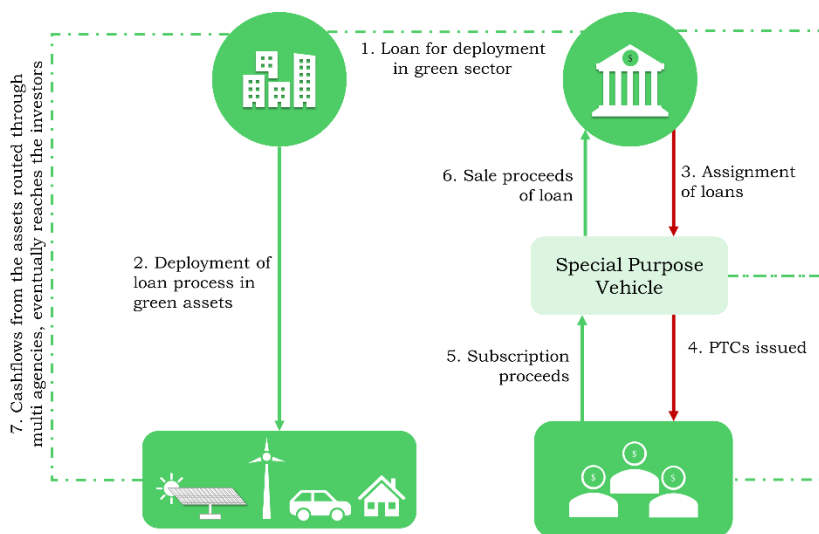 1. Loan for deployment
in green sector
2. Deployment of
loan process in
green assets
3. Assignment
of loans
Special Purpose
Vehicle
4. PTCs issued
5. Subscription
proceeds
6. Sale proceeds
of loan
7. Cashflows from the assets routed through
multi agencies, eventually reaches the investors
$
$
$
$